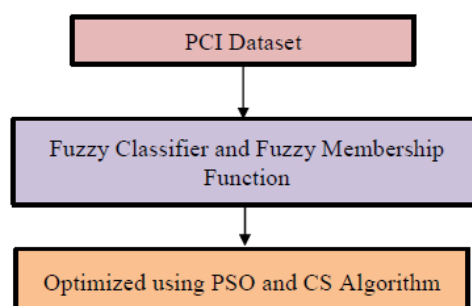 PCI Dataset
Fuzzy Classifier and Fuzzy Membership
Function
Optimized using PSO and CS Algorithm